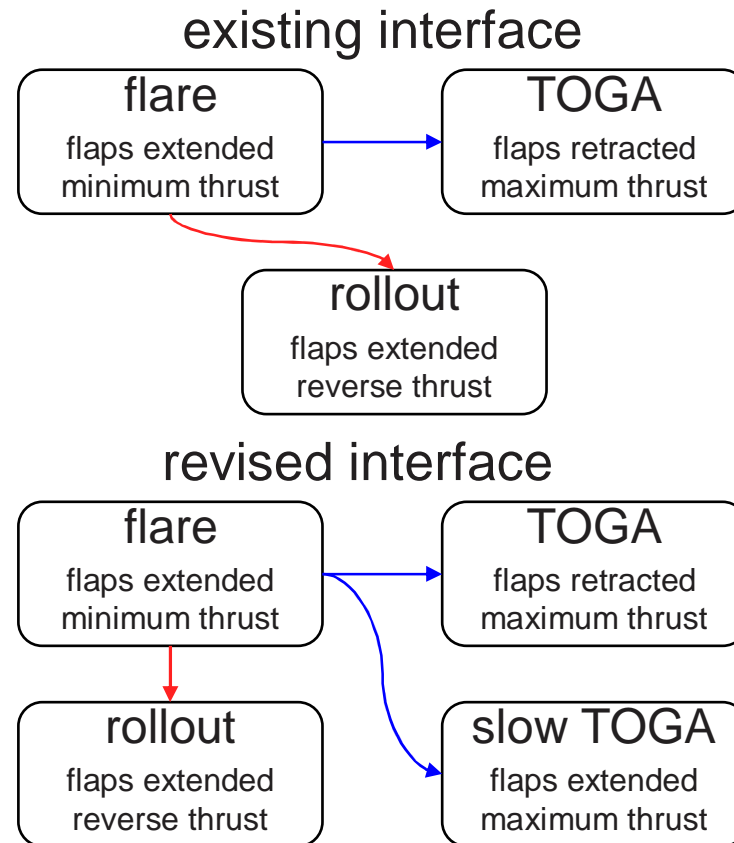 existing interface
flare
flaps extended
minimum thrust
TOGA
flaps retracted
maximum thrust
rollout
flaps extended
reverse thrust
revised interface
flare
flaps extended
minimum thrust
TOGA
flaps retracted
maximum thrust
rollout
flaps extended
reverse thrust
slow TOGA
flaps extended
maximum thrust